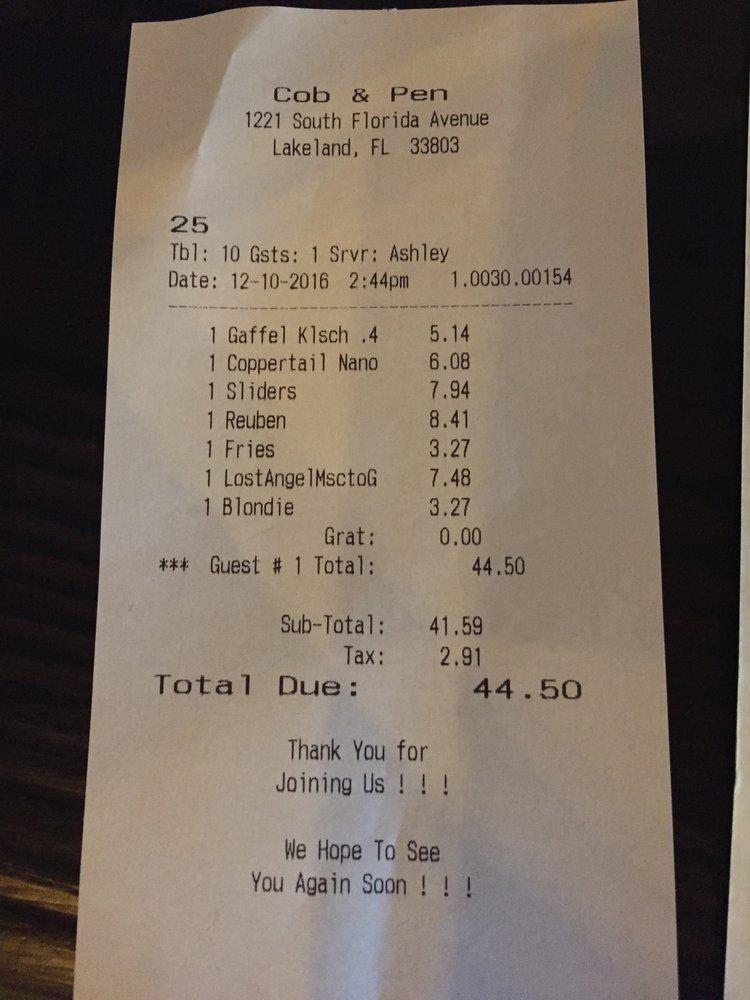 Cob & Pen
1221 South Florida Avenue
Lakeland, FL 33803
25
Tbl: 10 Gsts: 1 Srvr: Ashley
Date: 12-10-2016 2:44pm 1.0030.00154
1 Gaffel Klsch .4 5.14
1 Coppertail Nano 6.08
1 Sliders 7.94
1 Reuben 8.41
1 Fries 3.27
1 LostAngelMsctoG 7.48
1 Blondie 3.27
Grat: 0.00
*** Guest # 1 Total: 44.50
Sub-Total: 41.59
Tax: 2.91
Total Due: 44.50
Thank You for
Joining Us ! ! !
We Hope To See
You Again Soon ! ! !